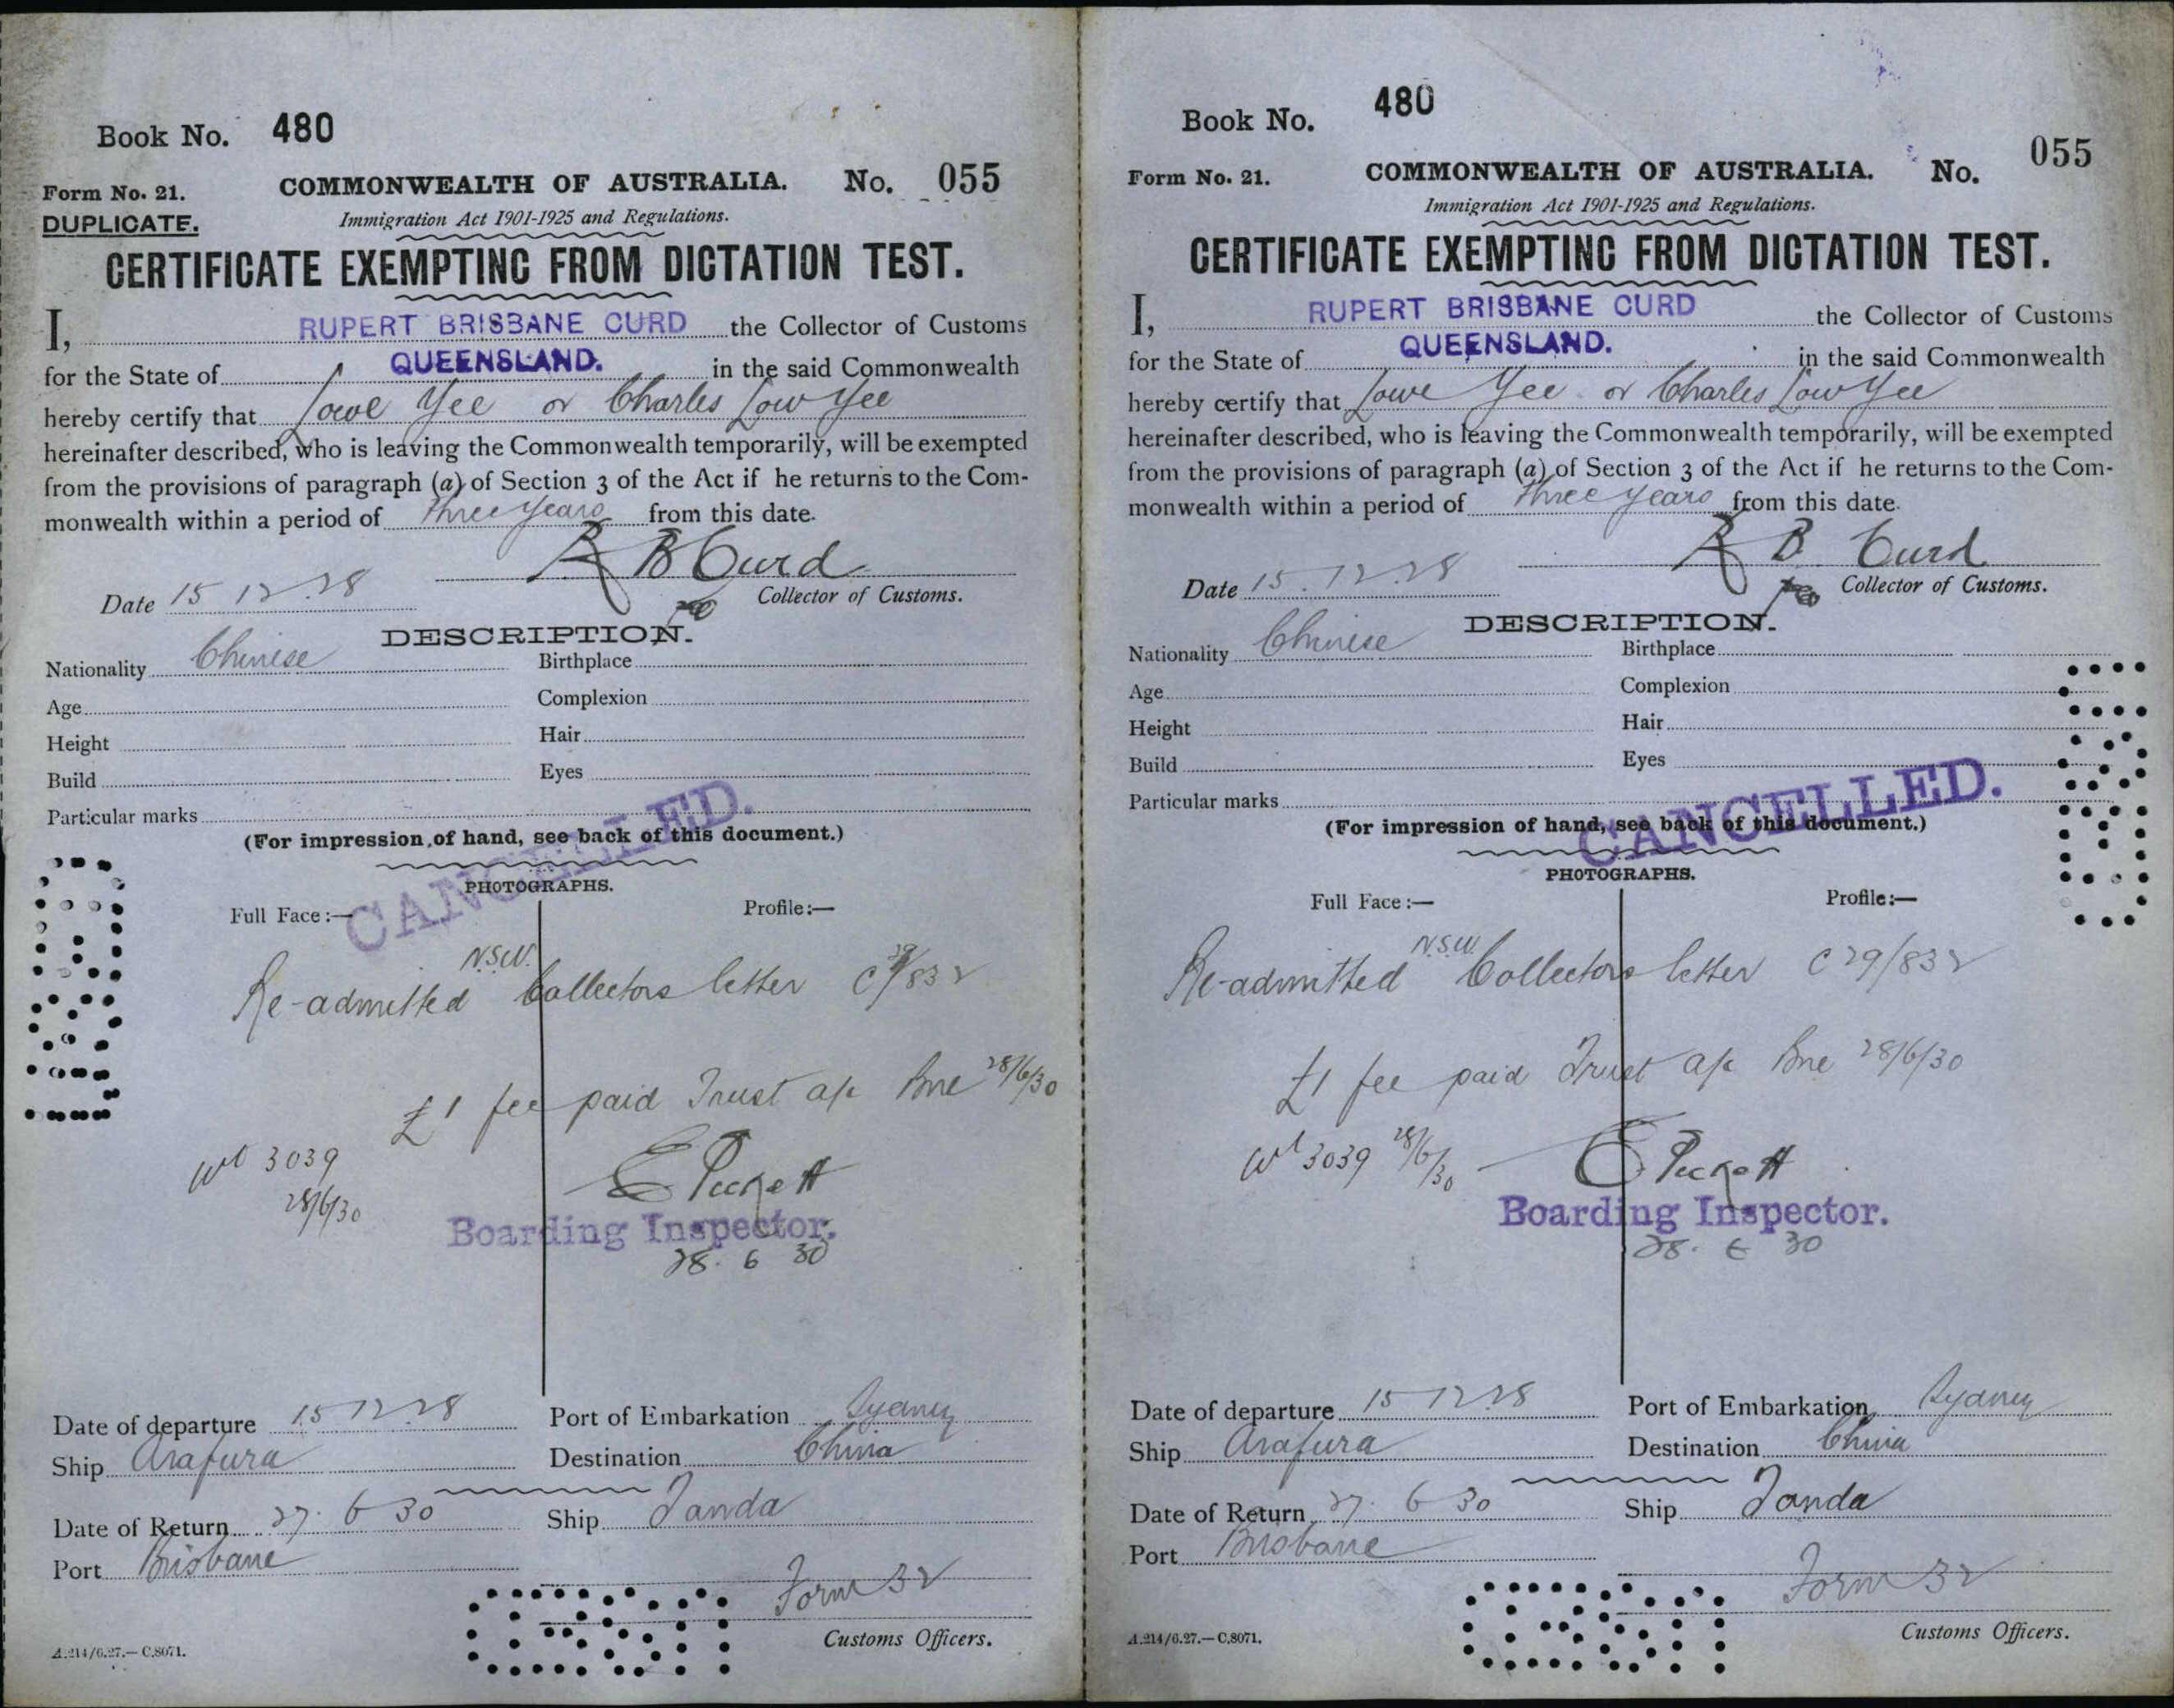 Book No. 480
Form No. 21.
DUPLICATE.
COMMONWEALTH OF AUSTRALIA. No. 055
Immigration Act 1901-1925 and Regulations.
CERTIFICATE EXEMPTING FROM DICTATION TEST.
I, RUPERT BRISBANE CURD the Collector of Customs
for the State of QUEENSLAND. in the said Commonwealth
hereby certify that Lowe Yee or Charles Low Yee
hereinafter described, who is leaving the Commonwealth temporarily, will be exempted
from the provisions of paragraph (a) of Section 3 of the Act if he returns to the Com-
monwealth within a period of three years from this date.
R B Curd
Date 15 12.28 Collector of Customs.
DESCRIPTION.
Nationality Chinese Birthplace
Age Complexion
Height Hair
Build Eyes
Particular marks
(For impression of hand, see back of this document.)
CANCELLED.
PHOTOGRAPHS.
Full Face:— Profile:—
N.S.W.
Re-admitted Collectors letter C29/832
£1 fee paid Trust a/c Bne 28/6/30
3039
28/6/30
Boarding Inspector.
28. 6 30
Date of departure 15 12 28 Port of Embarkation Sydney
Ship Arafura Destination China
Date of Return 27. 6 30 Ship Tanda
Port Brisbane
Form 32
Customs Officers.
A.214/6.27.—C.8071.
Book No. 480
Form No. 21. COMMONWEALTH OF AUSTRALIA. No. 055
Immigration Act 1901-1925 and Regulations.
CERTIFICATE EXEMPTING FROM DICTATION TEST.
I, RUPERT BRISBANE CURD the Collector of Customs
for the State of QUEENSLAND. in the said Commonwealth
hereby certify that Lowe Yee or Charles Low Yee
hereinafter described, who is leaving the Commonwealth temporarily, will be exempted
from the provisions of paragraph (a) of Section 3 of the Act if he returns to the Com-
monwealth within a period of three years from this date.
R B Curd
Date 15.12.28 Collector of Customs.
DESCRIPTION.
Nationality Chinese Birthplace
Age Complexion
Height Hair
Build Eyes
Particular marks
CANCELLED.
(For impression of hand, see back of this document.)
PHOTOGRAPHS.
Full Face:— Profile:—
N.S.W.
Re-admitted Collectors letter C29/832
£1 fee paid Trust a/c Bne 28/6/30
3039 28/6/30
Boarding Inspector.
28. 6 30
Date of departure 15 12 28 Port of Embarkation Sydney
Ship Arafura Destination China
Date of Return 27. 6 30 Ship Tanda
Port Brisbane
Form 32
Customs Officers.
A.214/6.27.—C.8071.